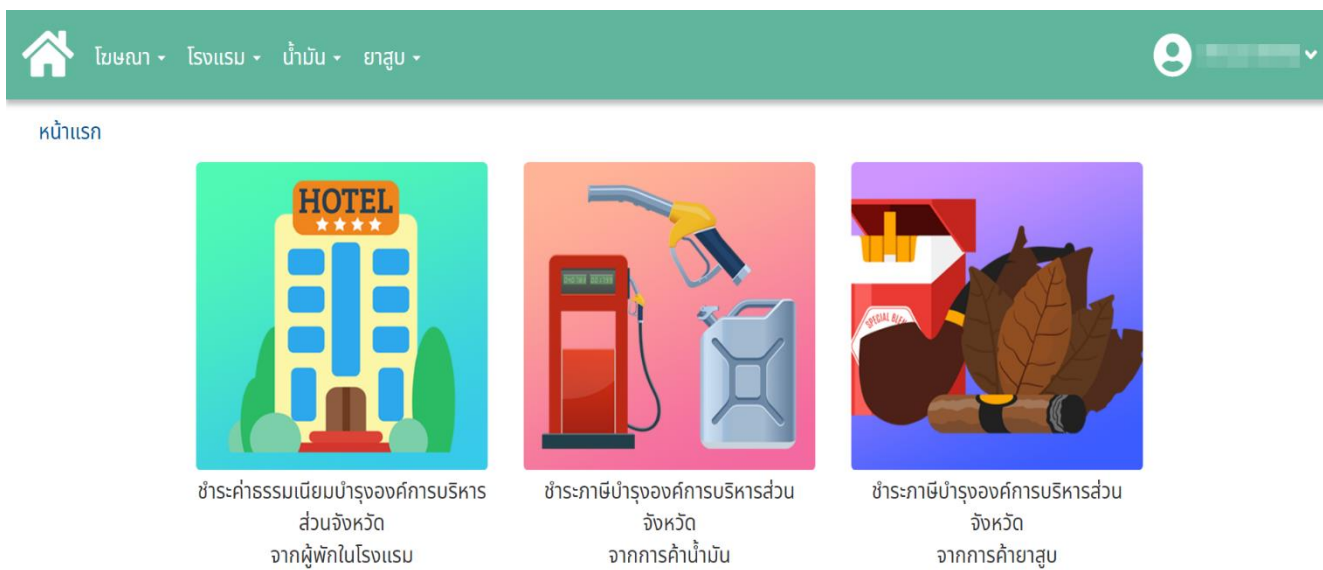 โฆษณา โรงแรม น้ำมัน ยาสูบ
หน้าแรก
HOTEL
SPECIAL
ชำระค่าธรรมเนียมบำรุงองค์การบริหาร
ส่วนจังหวัด
จากผู้พักในโรงแรม
ชำระภาษีบำรุงองค์การบริหารส่วน
จังหวัด
จากการค้าน้ำมัน
ชำระภาษีบำรุงองค์การบริหารส่วน
จังหวัด
จากการค้ายาสูบ